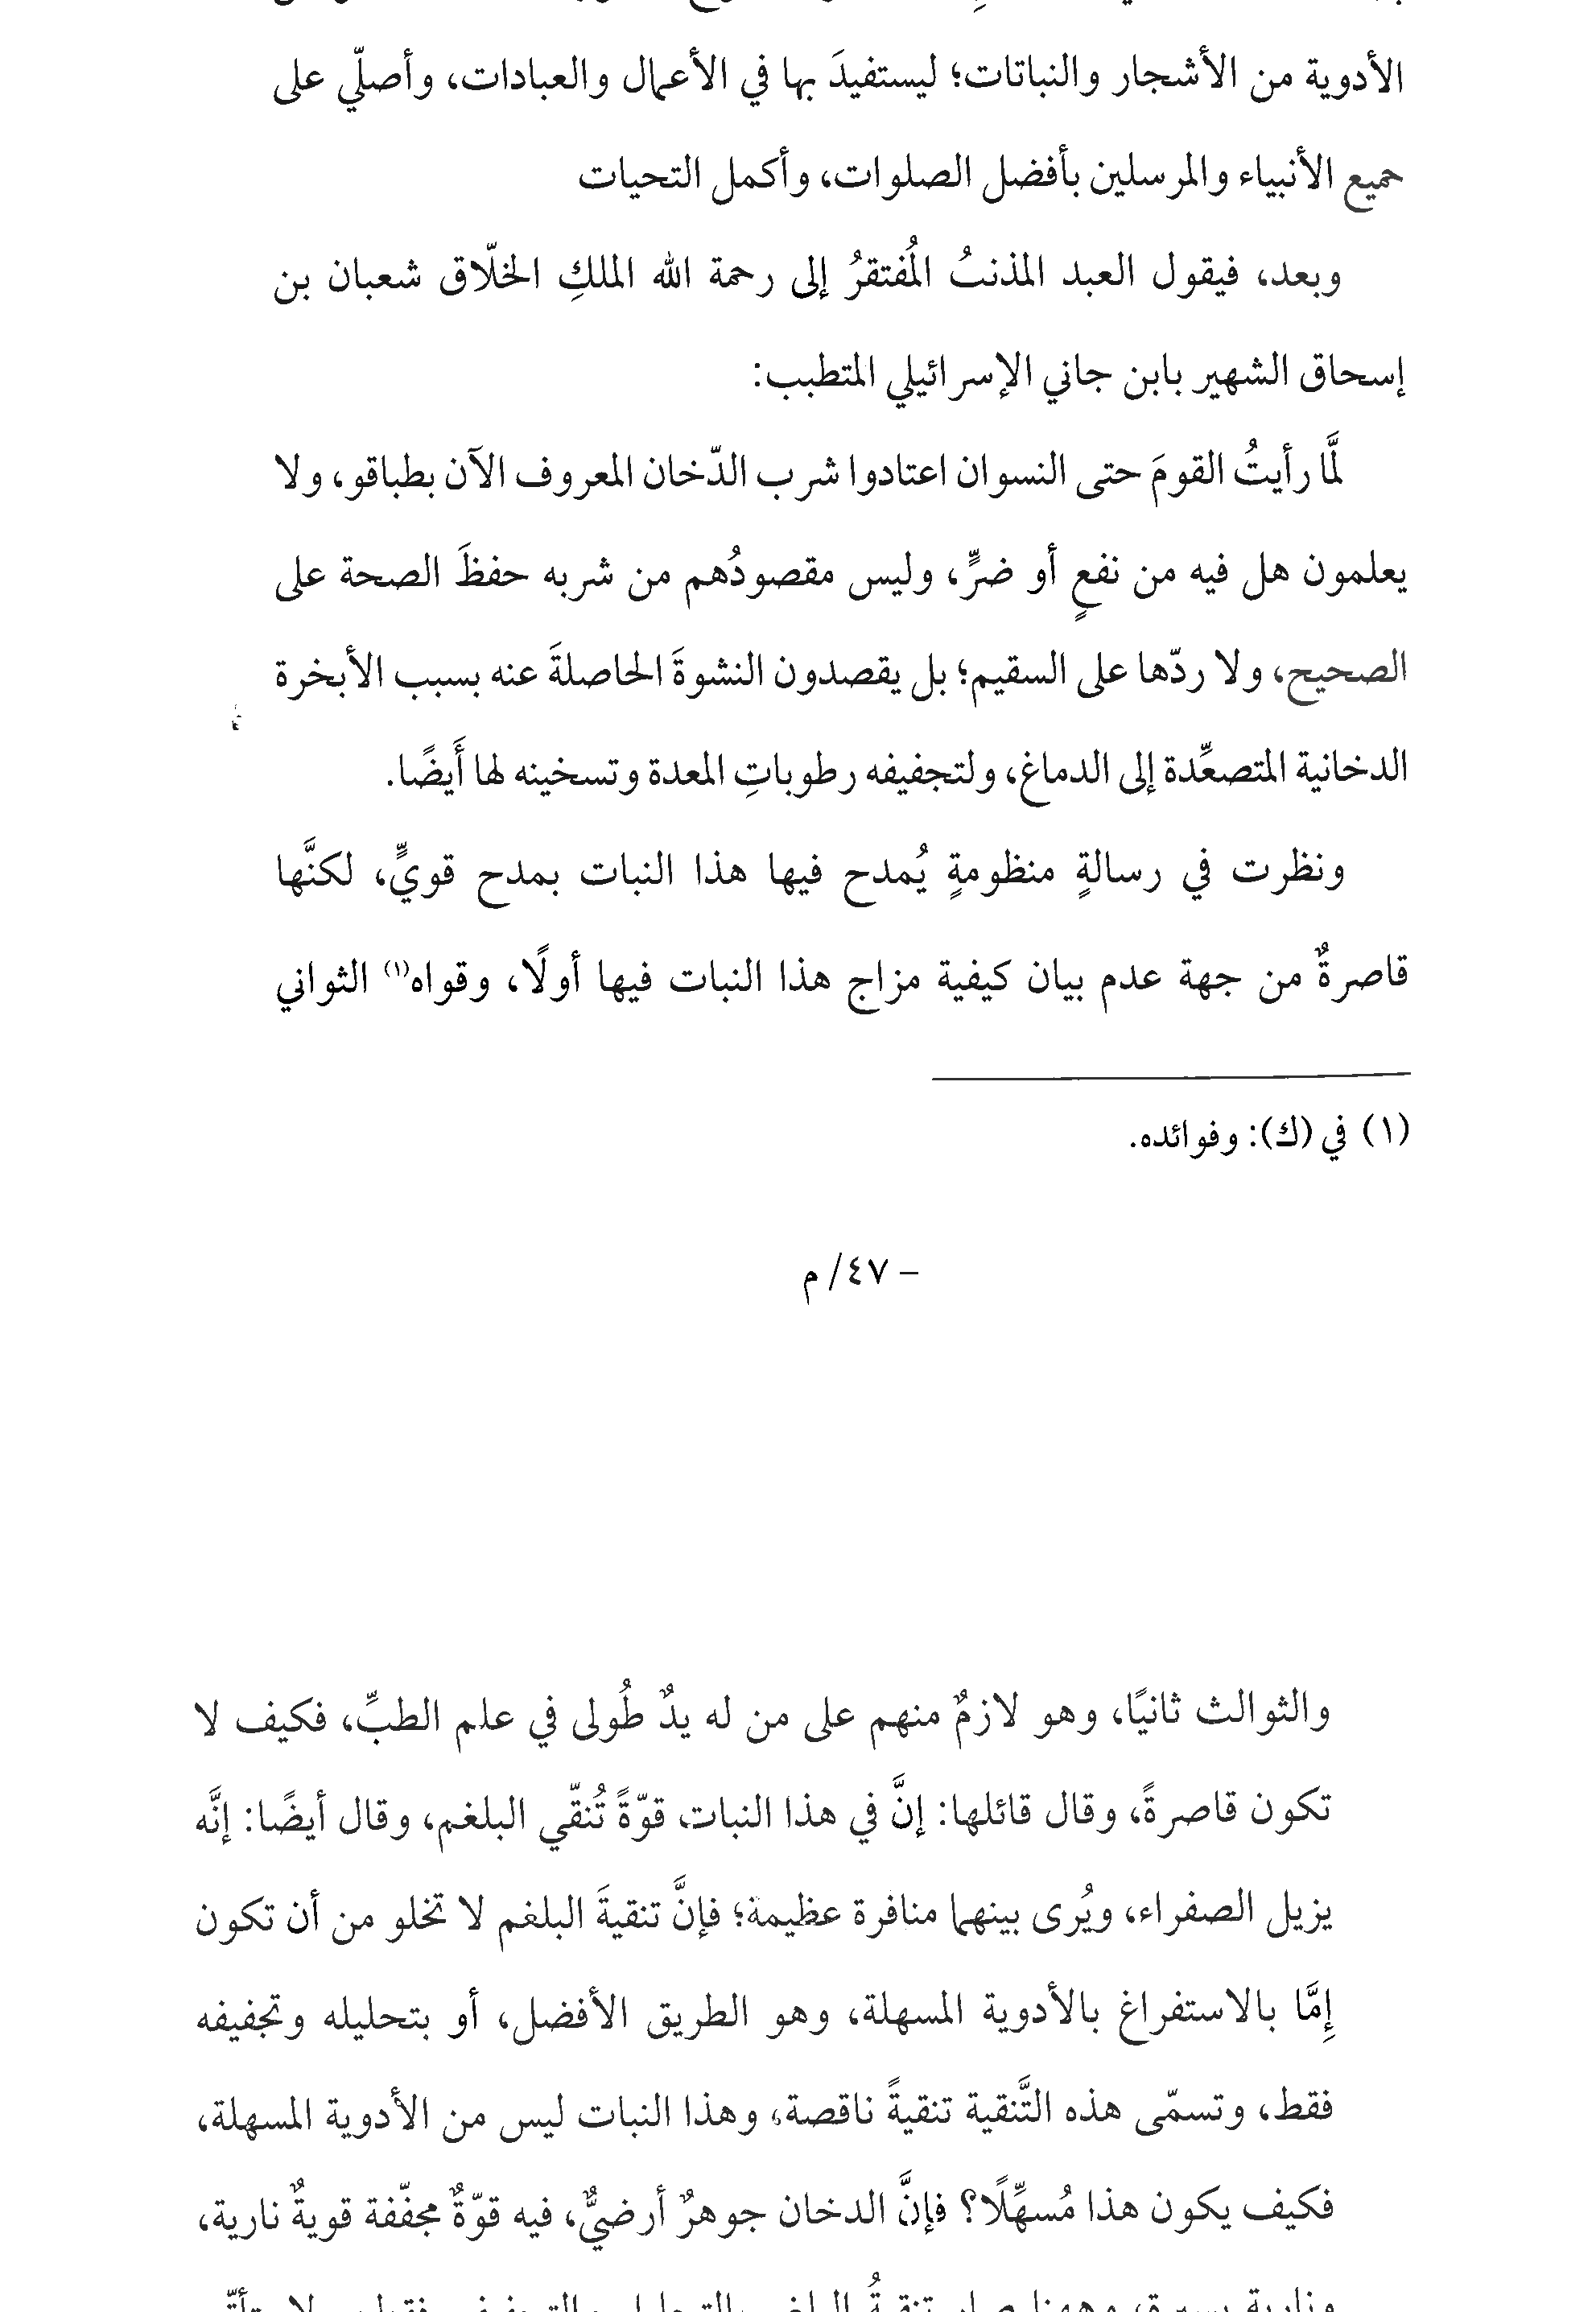 الأدوية من الأشجار والنباتات؛ ليستفيدَ بها في الأعمال والعبادات، وأصلّي على
جميع الأنبياء والمرسلين بأفضل الصلوات، وأكمل التحيات
وبعد، فيقول العبد المذنبُ المُفتقرُ إلى رحمة الله الملكِ الخلّاق شعبان بن
إسحاق الشهير بابن جاني الإسرائيلي المتطبب:
لمَّا رأيتُ القومَ حتى النسوان اعتادوا شرب الدّخان المعروف الآن بطباقو، ولا
يعلمون هل فيه من نفعٍ أو ضرٍّ، وليس مقصودُهم من شربه حفظَ الصحة على
الصحيح، ولا ردّها على السقيم؛ بل يقصدون النشوةَ الحاصلةَ عنه بسبب الأبخرة
الدخانية المتصعِّدة إلى الدماغ، ولتجفيفه رطوباتِ المعدة وتسخينه لها أَيضًا.
ونظرت في رسالةٍ منظومةٍ يُمدح فيها هذا النبات بمدح قويٍّ، لكنَّها
قاصرةٌ من جهة عدم بيان كيفية مزاج هذا النبات فيها أولًا، وقواه(١) الثواني
(١) في (ك): وفوائده.
– ٤٧/ م
والثوالث ثانيًا، وهو لازمٌ منهم على من له يدٌ طُولى في علم الطبِّ، فكيف لا
تكون قاصرةً، وقال قائلها: إنَّ في هذا النبات قوّةً تُنقّي البلغم، وقال أيضًا: إنَّه
يزيل الصفراء، ويُرى بينهما منافرة عظيمة؛ فإنَّ تنقيةَ البلغم لا تخلو من أن تكون
إِمَّا بالاستفراغ بالأدوية المسهلة، وهو الطريق الأفضل، أو بتحليله وتجفيفه
فقط، وتسمّى هذه التَّنقية تنقيةً ناقصة، وهذا النبات ليس من الأدوية المسهلة،
فكيف يكون هذا مُسهِّلًا؟ فإنَّ الدخان جوهرٌ أرضيٌّ، فيه قوّةٌ مجفّفة قويةٌ نارية،